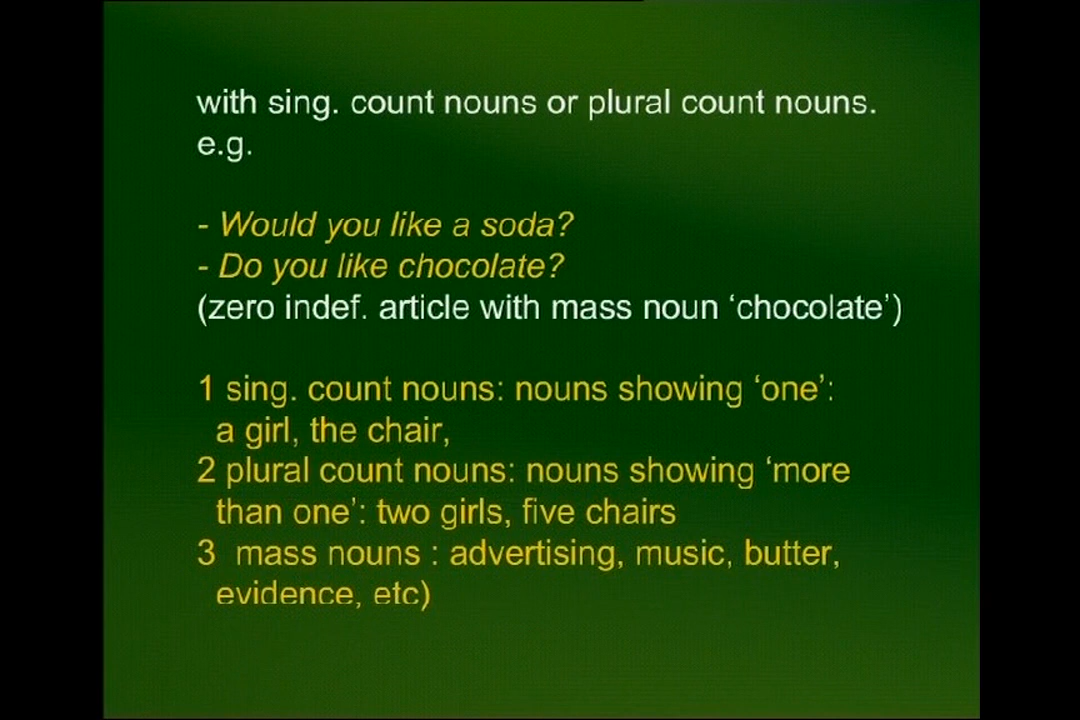 with sing. count nouns or plural count nouns.
e.g.
- Would you like a soda?
- Do you like chocolate?
(zero indef. article with mass noun ‘chocolate’)
1 sing. count nouns: nouns showing ‘one’:
a girl, the chair,
2 plural count nouns: nouns showing ‘more
than one’: two girls, five chairs
3 mass nouns : advertising, music, butter,
evidence, etc)